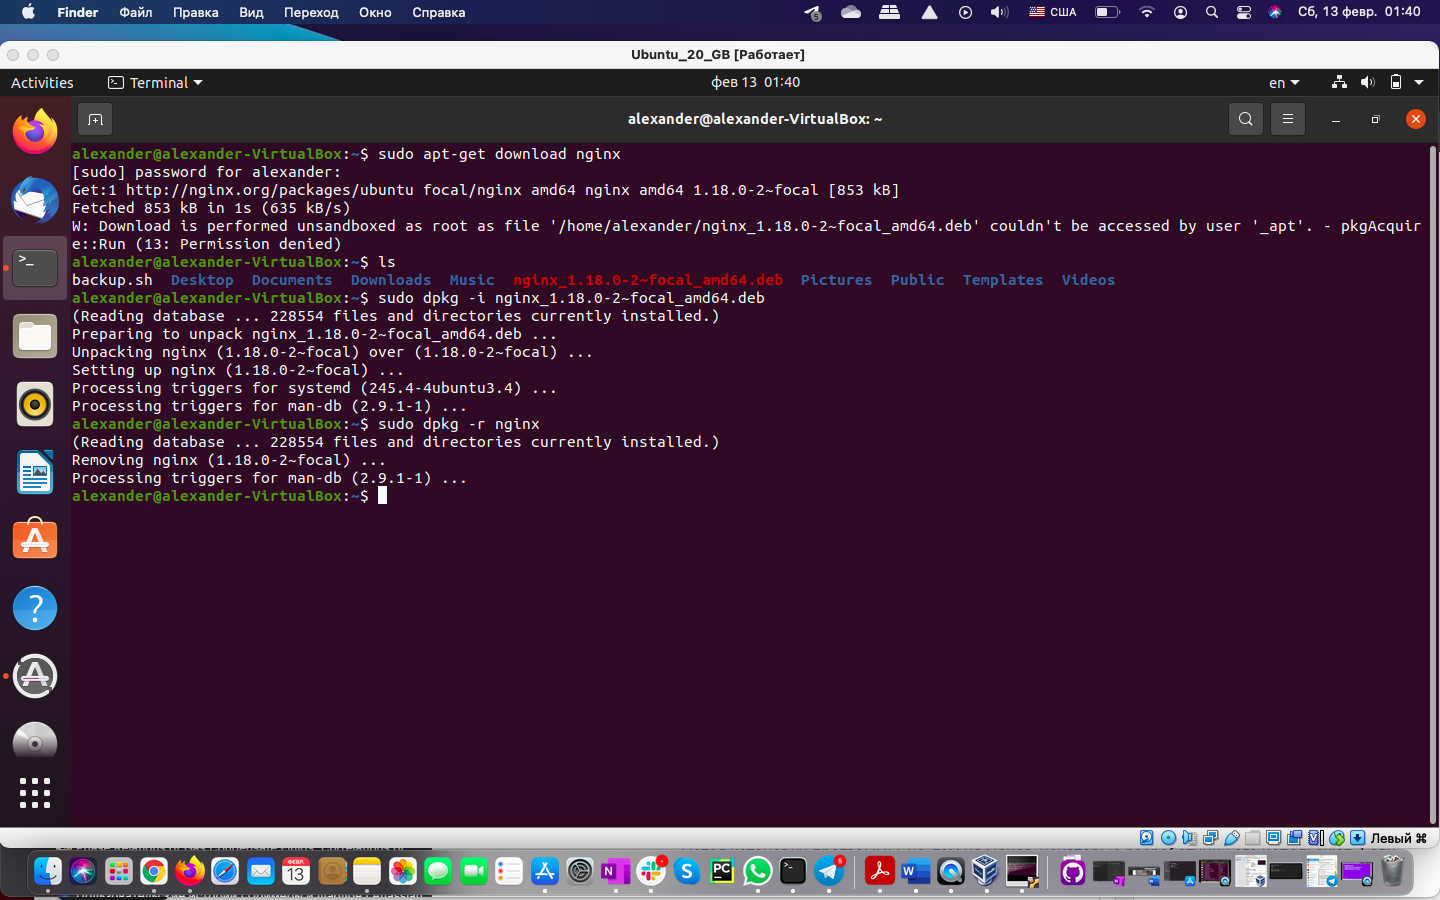 Finder Файл Правка Вид Переход Окно Справка
5 США Сб, 13 февр. 01:40
Ubuntu_20_GB [Работает]
Activities Terminal фев 13 01:40 en
alexander@alexander-VirtualBox: ~
alexander@alexander-VirtualBox:~$ sudo apt-get download nginx
[sudo] password for alexander:
Get:1 http://nginx.org/packages/ubuntu focal/nginx amd64 nginx amd64 1.18.0-2~focal [853 kB]
Fetched 853 kB in 1s (635 kB/s)
W: Download is performed unsandboxed as root as file '/home/alexander/nginx_1.18.0-2~focal_amd64.deb' couldn't be accessed by user '_apt'. - pkgAcquir
e::Run (13: Permission denied)
alexander@alexander-VirtualBox:~$ ls
backup.sh Desktop Documents Downloads Music nginx_1.18.0-2~focal_amd64.deb Pictures Public Templates Videos
alexander@alexander-VirtualBox:~$ sudo dpkg -i nginx_1.18.0-2~focal_amd64.deb
(Reading database ... 228554 files and directories currently installed.)
Preparing to unpack nginx_1.18.0-2~focal_amd64.deb ...
Unpacking nginx (1.18.0-2~focal) over (1.18.0-2~focal) ...
Setting up nginx (1.18.0-2~focal) ...
Processing triggers for systemd (245.4-4ubuntu3.4) ...
Processing triggers for man-db (2.9.1-1) ...
alexander@alexander-VirtualBox:~$ sudo dpkg -r nginx
(Reading database ... 228554 files and directories currently installed.)
Removing nginx (1.18.0-2~focal) ...
Processing triggers for man-db (2.9.1-1) ...
alexander@alexander-VirtualBox:~$
Левый ⌘
ФЕВР.
13
N
PC
5
W